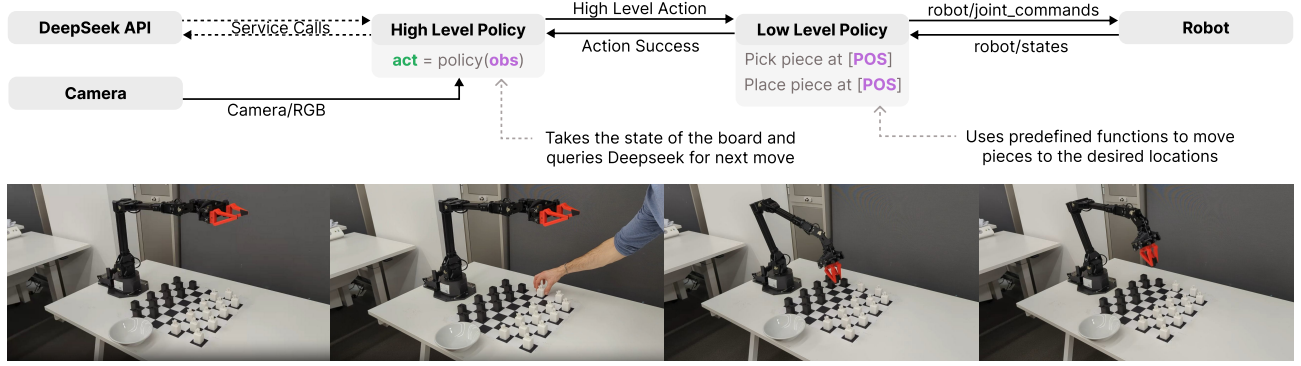 DeepSeek API
Service Calls
Camera
Camera/RGB
High Level Policy
act = policy(obs)
High Level Action
Action Success
Low Level Policy
Pick piece at [POS]
Place piece at [POS]
robot/joint_commands
robot/states
Robot
Takes the state of the board and
queries Deepseek for next move
Uses predefined functions to move
pieces to the desired locations